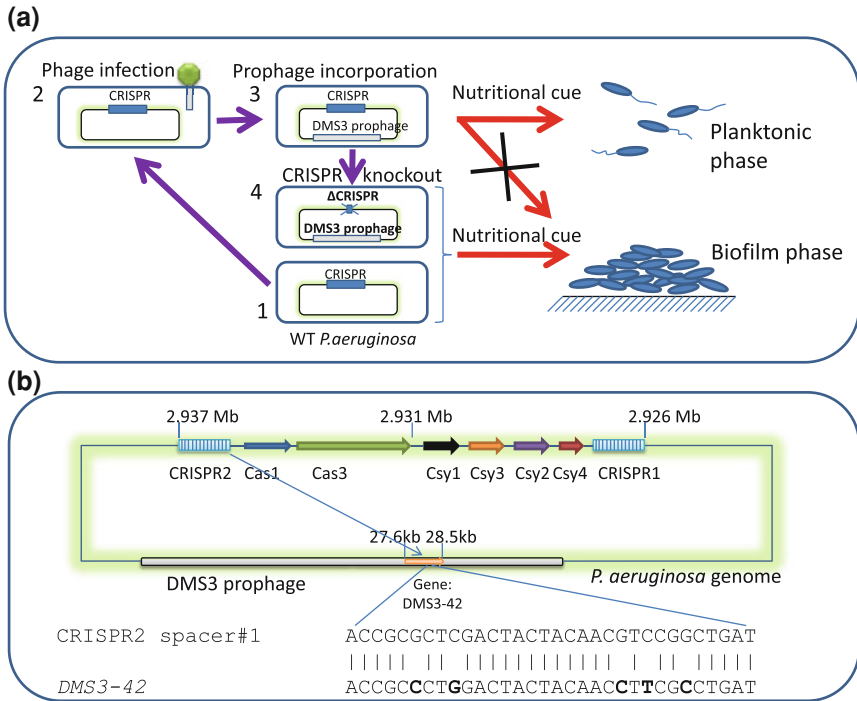 (a)
Phage infection
2
CRISPR
Prophage incorporation
3
CRISPR
DMS3 prophage
Nutritional cue
Planktonic
phase
CRISPR knockout
4
ΔCRISPR
DMS3 prophage
Nutritional cue
Biofilm phase
CRISPR
1
WT P.aeruginosa
(b)
2.937 Mb 2.931 Mb 2.926 Mb
CRISPR2 Cas1 Cas3 Csy1 Csy3 Csy2 Csy4 CRISPR1
27.6kb 28.5kb
DMS3 prophage
Gene:
DMS3-42
P. aeruginosa genome
CRISPR2 spacer#1 ACCGCGCTCGACTACTACAACGTCCGGCTGAT
DMS3-42 ACCGCCCTGGACTACTACAACCTTCGCCTGAT